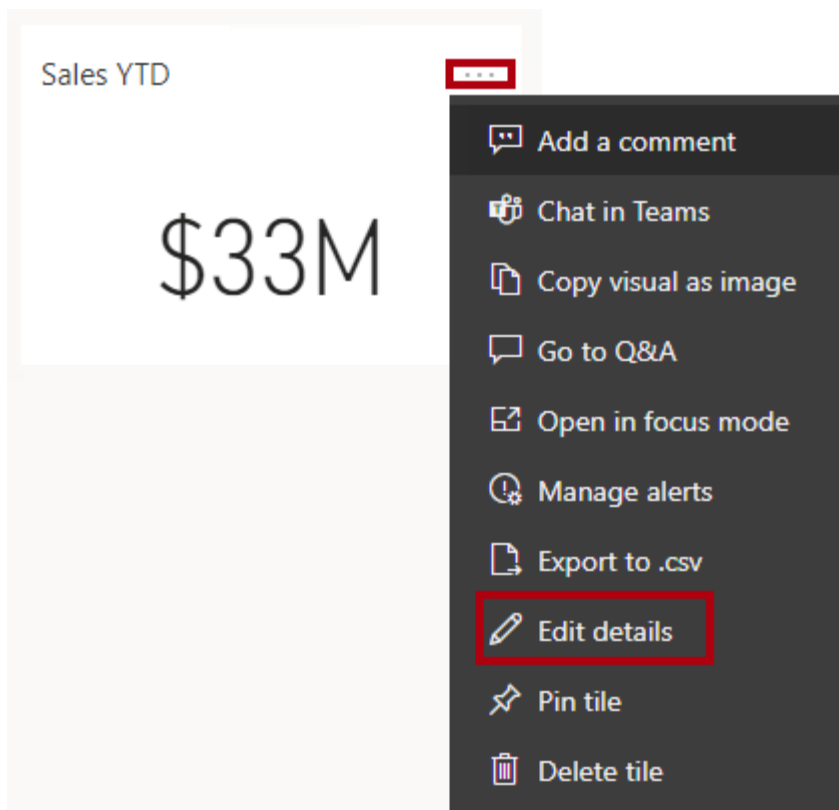 Sales YTD
...
$33M
Add a comment
Chat in Teams
Copy visual as image
Go to Q&A
Open in focus mode
Manage alerts
Export to .csv
Edit details
Pin tile
Delete tile